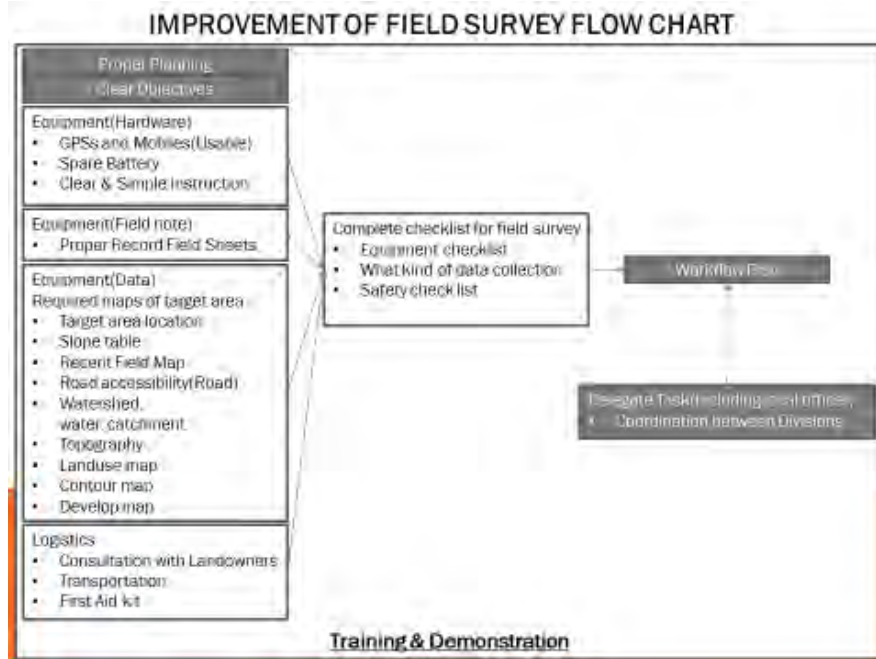 IMPROVEMENT OF FIELD SURVEY FLOW CHART
Proper Planning
Clear Objectives
Equipment(Hardware)
• GPSs and Mobiles(Usable)
• Spare Battery
• Clear & Simple instruction
Equipment(Field note)
• Proper Record Field Sheets
Equipment(Data)
Required maps of target area
• Target area location
• Slope table
• Recent Field Map
• Road accessibility(Road)
• Watershed,
water catchment
• Topography
• Landuse map
• Contour map
• Develop map
Logistics
• Consultation with Landowners
• Transportation
• First Aid kit
Complete checklist for field survey
• Equipment checklist
• What kind of data collection
• Safety check list
Workflow
Delegate Task including local officer
• Coordination between Divisions
Training & Demonstration